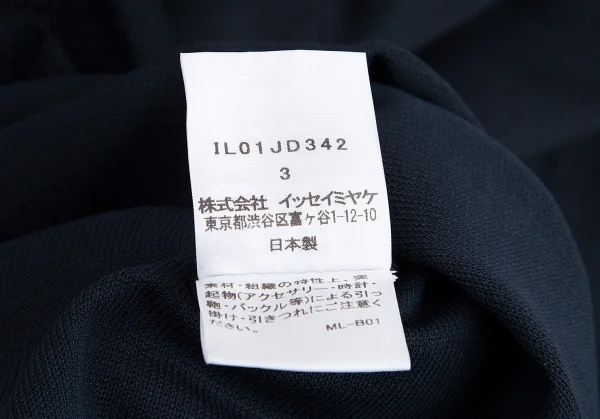 IL01JD342
3
株式会社 イッセイミヤケ
東京都渋谷区富ヶ谷1-12-10
日本製
素材・組織の特性上、突
起物(アクセサリー・時計・
鞄・バックル等)による引っ
掛け・引きつれにご注意く
ださい。
ML-B01